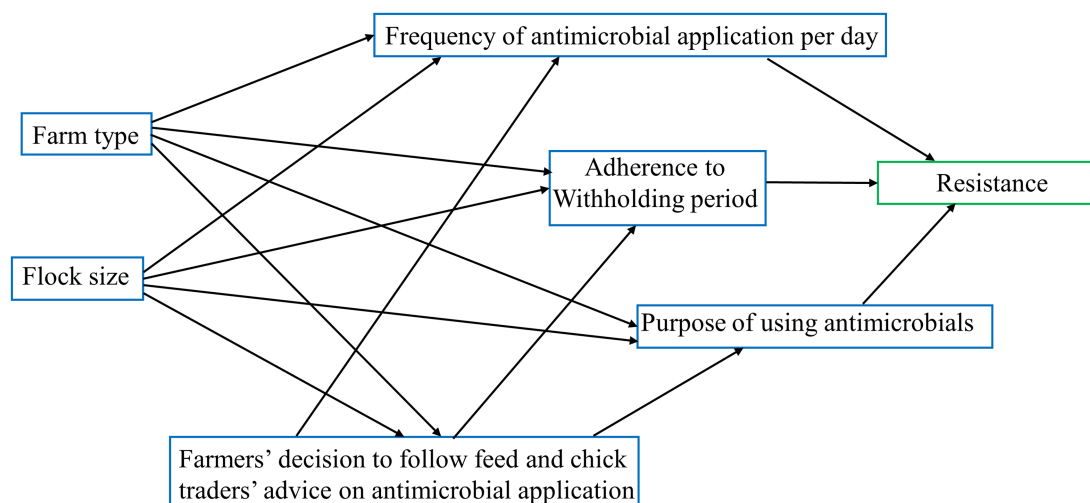 Frequency of antimicrobial application per day
Farm type
Adherence to
Withholding period
Resistance
Flock size
Purpose of using antimicrobials
Farmers’ decision to follow feed and chick
traders’ advice on antimicrobial application